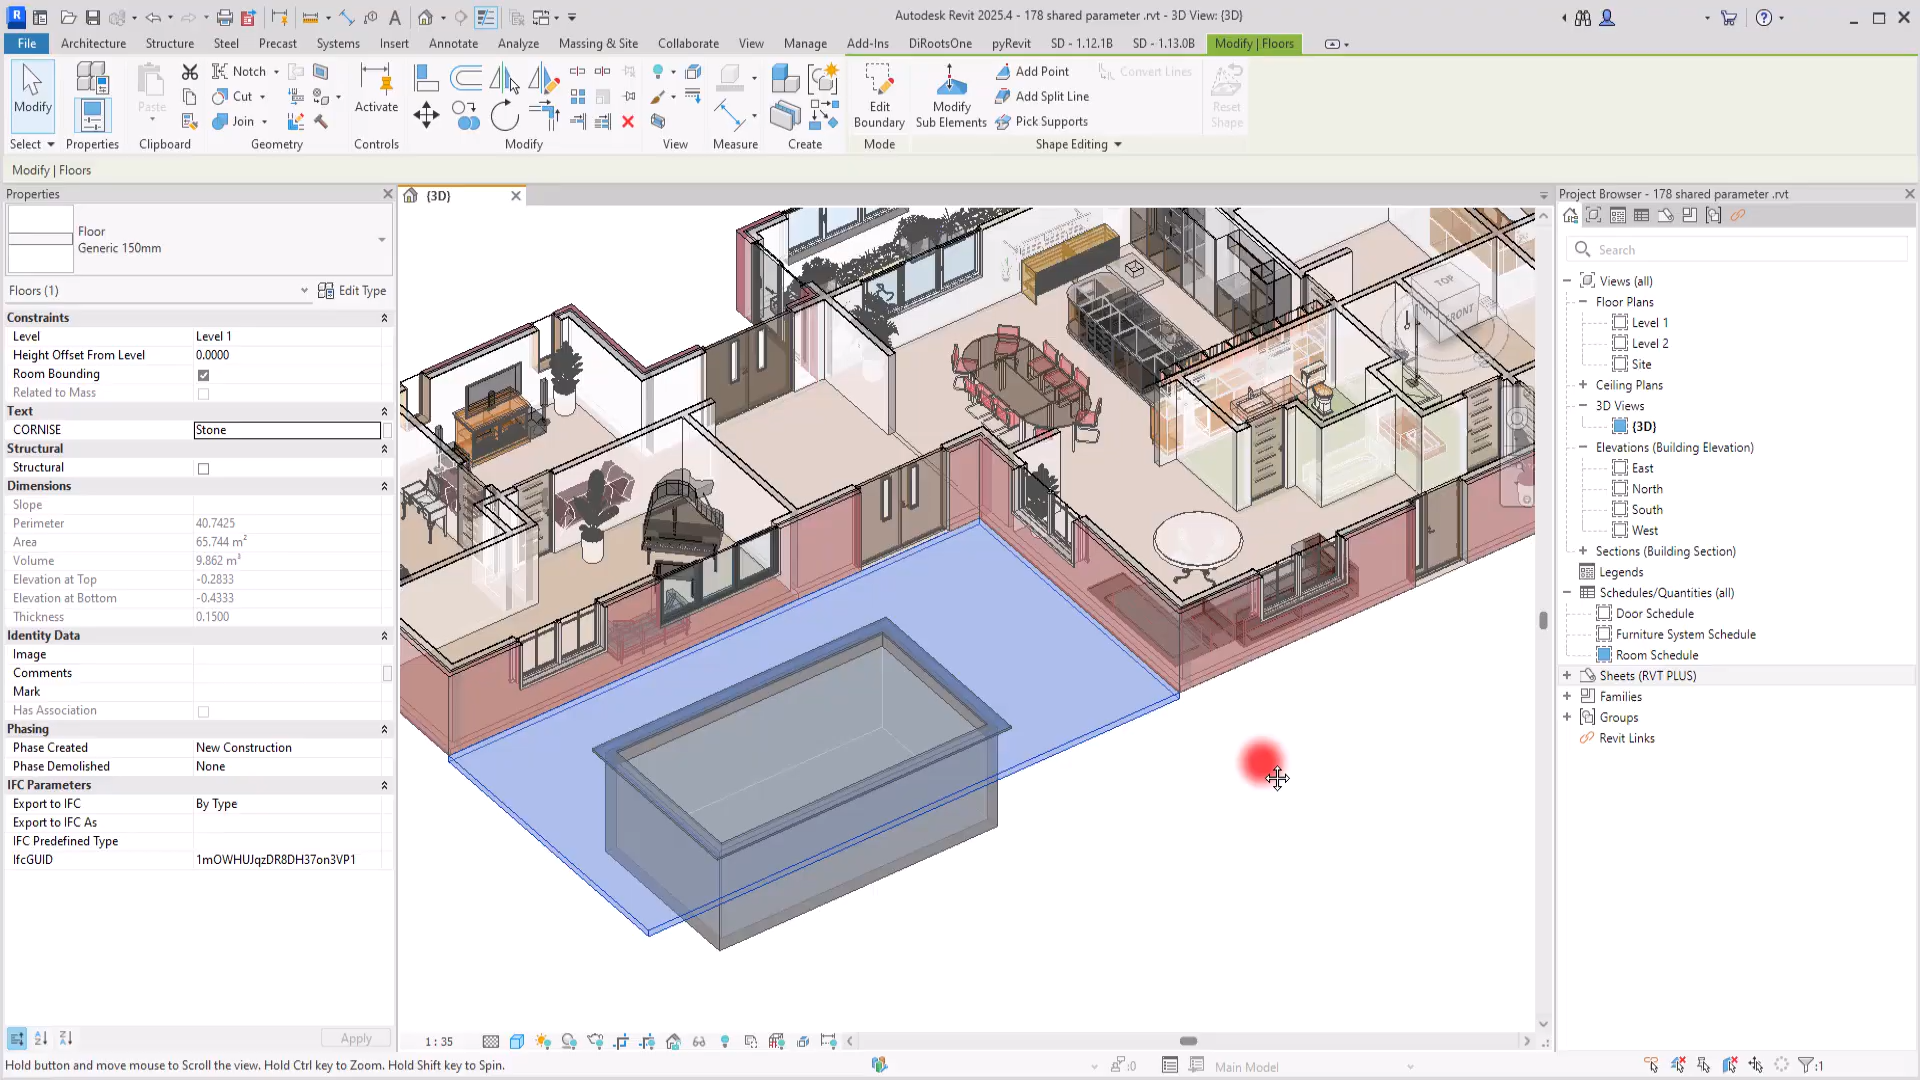 Autodesk Revit 2025.4 - 178 shared parameter .rvt - 3D View: {3D}
File Architecture Structure Steel Precast Systems Insert Annotate Analyze Massing & Site Collaborate View Manage Add-Ins DiRootsOne pyRevit SD - 1.12.1B SD - 1.13.0B Modify | Floors
Modify
Paste
Notch
Cut
Join
Activate
Edit
Boundary
Modify
Sub Elements
Add Point
Add Split Line
Pick Supports
Convert Lines
Reset
Shape
Select Properties Clipboard Geometry Controls Modify View Measure Create Mode Shape Editing
Modify | Floors
Properties
Floor
Generic 150mm
Floors (1) Edit Type
Constraints
Level Level 1
Height Offset From Level 0.0000
Room Bounding
Related to Mass
Text
CORNISE Stone
Structural
Structural
Dimensions
Slope
Perimeter 40.7425
Area 65.744 m²
Volume 9.862 m³
Elevation at Top -0.2833
Elevation at Bottom -0.4333
Thickness 0.1500
Identity Data
Image
Comments
Mark
Has Association
Phasing
Phase Created New Construction
Phase Demolished None
IFC Parameters
Export to IFC By Type
Export to IFC As
IFC Predefined Type
IfcGUID 1mOWHUJqzDR8DH37on3VP1
Apply
{3D}
TOP
FRONT
1 : 35
Project Browser - 178 shared parameter .rvt
Search
Views (all)
Floor Plans
Level 1
Level 2
Site
Ceiling Plans
3D Views
{3D}
Elevations (Building Elevation)
East
North
South
West
Sections (Building Section)
Legends
Schedules/Quantities (all)
Door Schedule
Furniture System Schedule
Room Schedule
Sheets (RVT PLUS)
Families
Groups
Revit Links
Hold button and move mouse to Scroll the view. Hold Ctrl key to Zoom. Hold Shift key to Spin. :0 Main Model :1